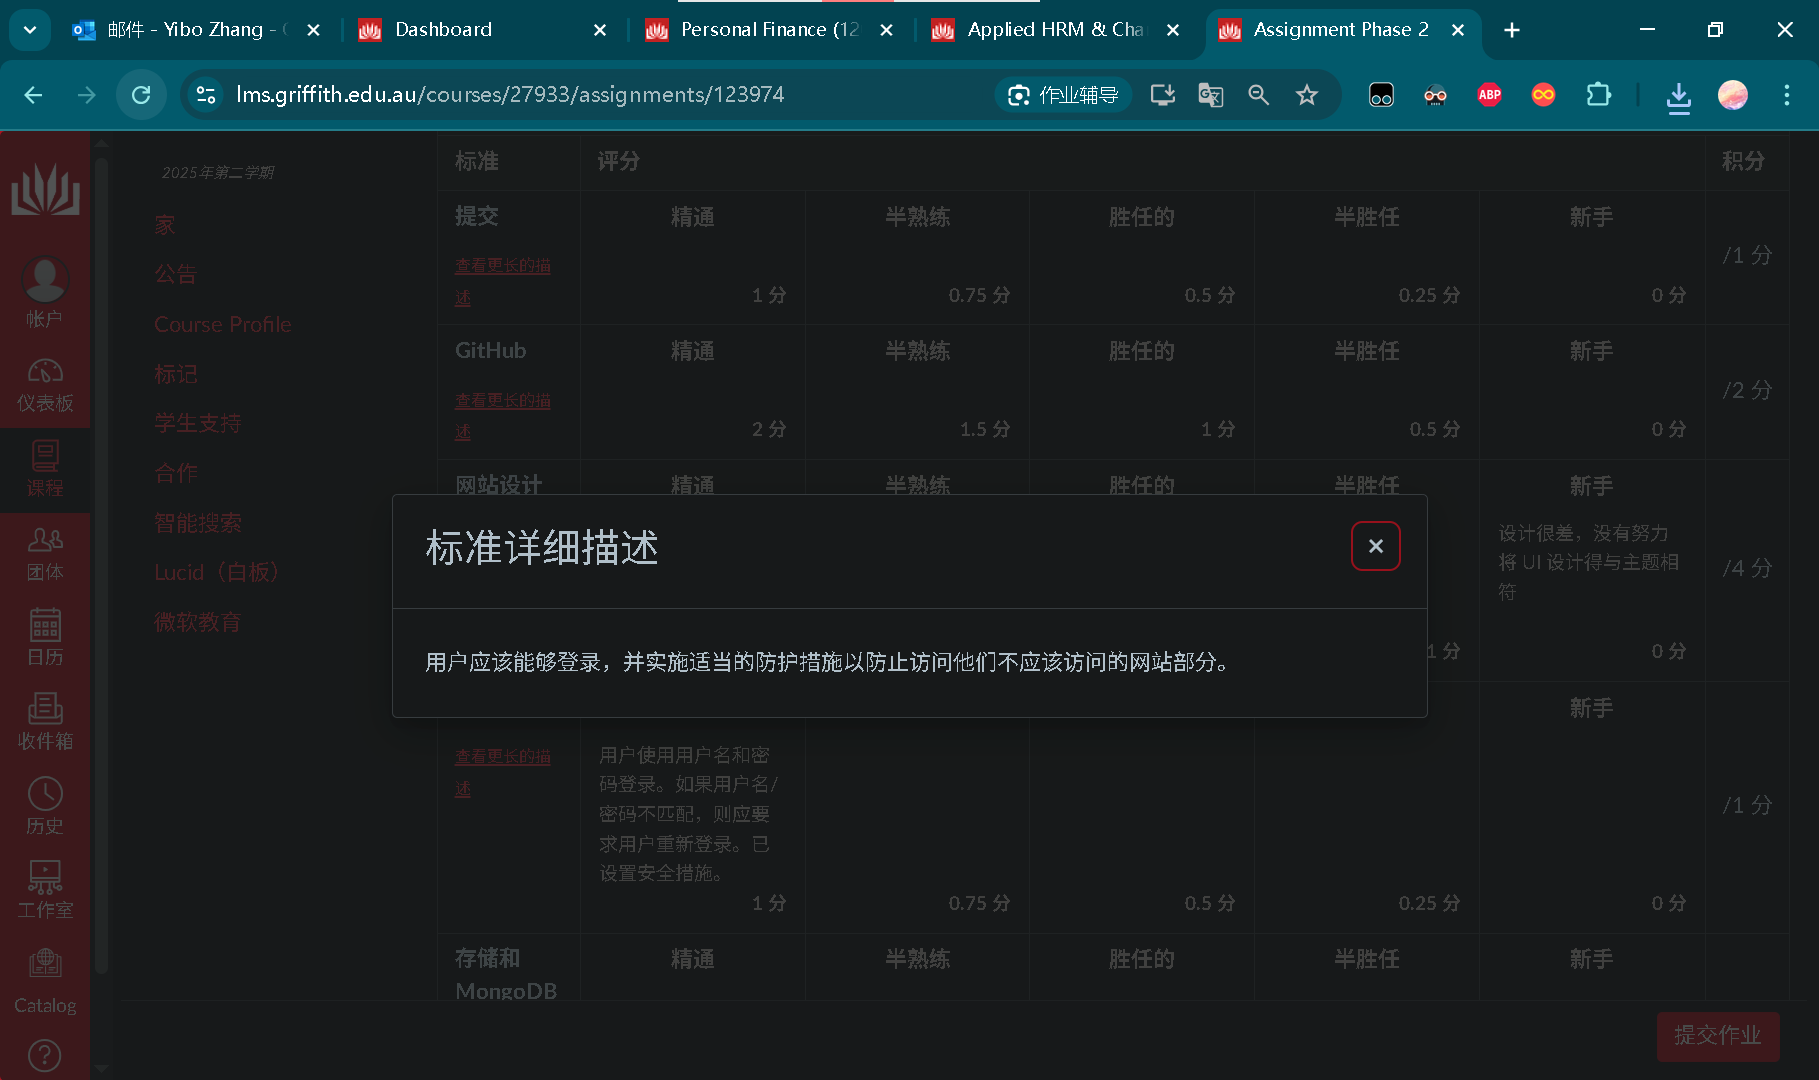 邮件 - Yibo Zhang -
Dashboard
Personal Finance (12
Applied HRM & Cha
Assignment Phase 2
lms.griffith.edu.au/courses/27933/assignments/123974
作业辅导
ABP
帐户
仪表板
课程
团体
日历
收件箱
历史
工作室
Catalog
2025年第二学期
家
公告
Course Profile
标记
学生支持
合作
智能搜索
Lucid（白板）
微软教育
标准
评分
积分
提交
精通
半熟练
胜任的
半胜任
新手
查看更长的描
述
1 分
0.75 分
0.5 分
0.25 分
0 分
/1 分
GitHub
精通
半熟练
胜任的
半胜任
新手
查看更长的描
述
2 分
1.5 分
1 分
0.5 分
0 分
/2 分
网站设计
精通
半熟练
胜任的
半胜任
新手
设计很差，没有努力
将 UI 设计得与主题相
符
1 分
0 分
/4 分
标准详细描述
用户应该能够登录，并实施适当的防护措施以防止访问他们不应该访问的网站部分。
新手
查看更长的描
述
用户使用用户名和密
码登录。如果用户名/
密码不匹配，则应要
求用户重新登录。已
设置安全措施。
1 分
0.75 分
0.5 分
0.25 分
0 分
/1 分
存储和
MongoDB
精通
半熟练
胜任的
半胜任
新手
提交作业